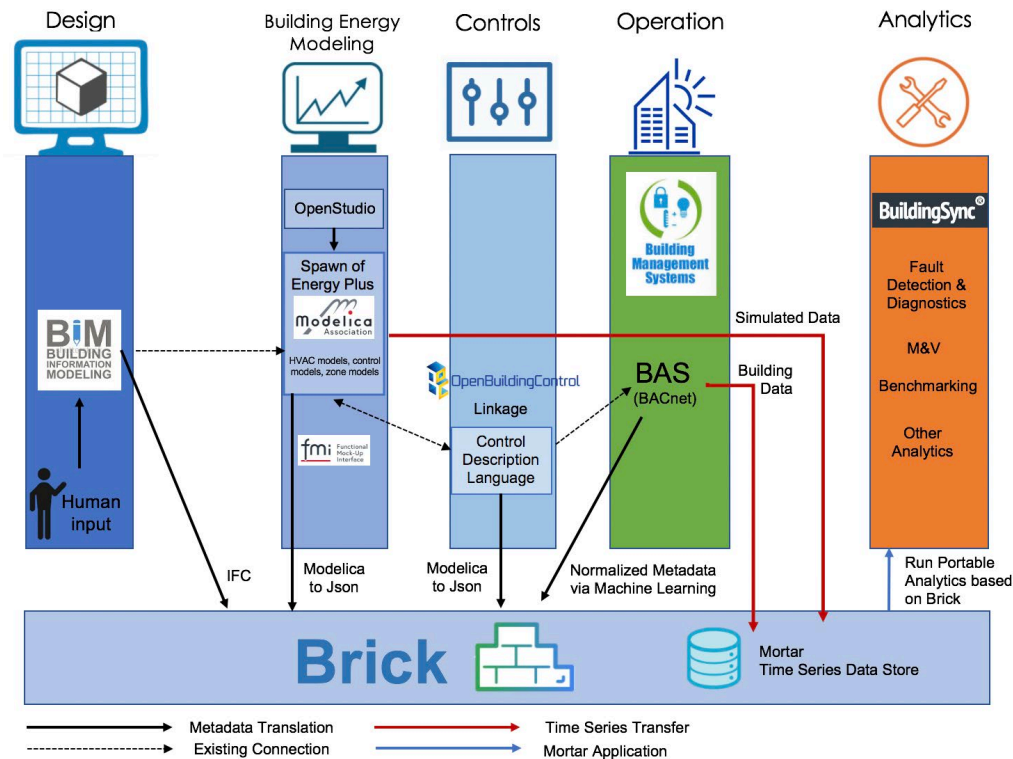 Design
Building Energy
Modeling
Controls
Operation
Analytics
OpenStudio
Spawn of
Energy Plus
Modelica
Association
HVAC models, control
models, zone models
fmi Functional
Mock-Up
Interface
BIM
BUILDING
INFORMATION
MODELING
Human
input
OpenBuildingControl
Linkage
Control
Description
Language
Building
Management
Systems
BAS
(BACnet)
Simulated Data
Building
Data
BuildingSync®
Fault
Detection &
Diagnostics
M&V
Benchmarking
Other
Analytics
IFC
Modelica
to Json
Modelica
to Json
Normalized Metadata
via Machine Learning
Run Portable
Analytics based
on Brick
Brick
Mortar
Time Series Data Store
Metadata Translation
Time Series Transfer
Existing Connection
Mortar Application